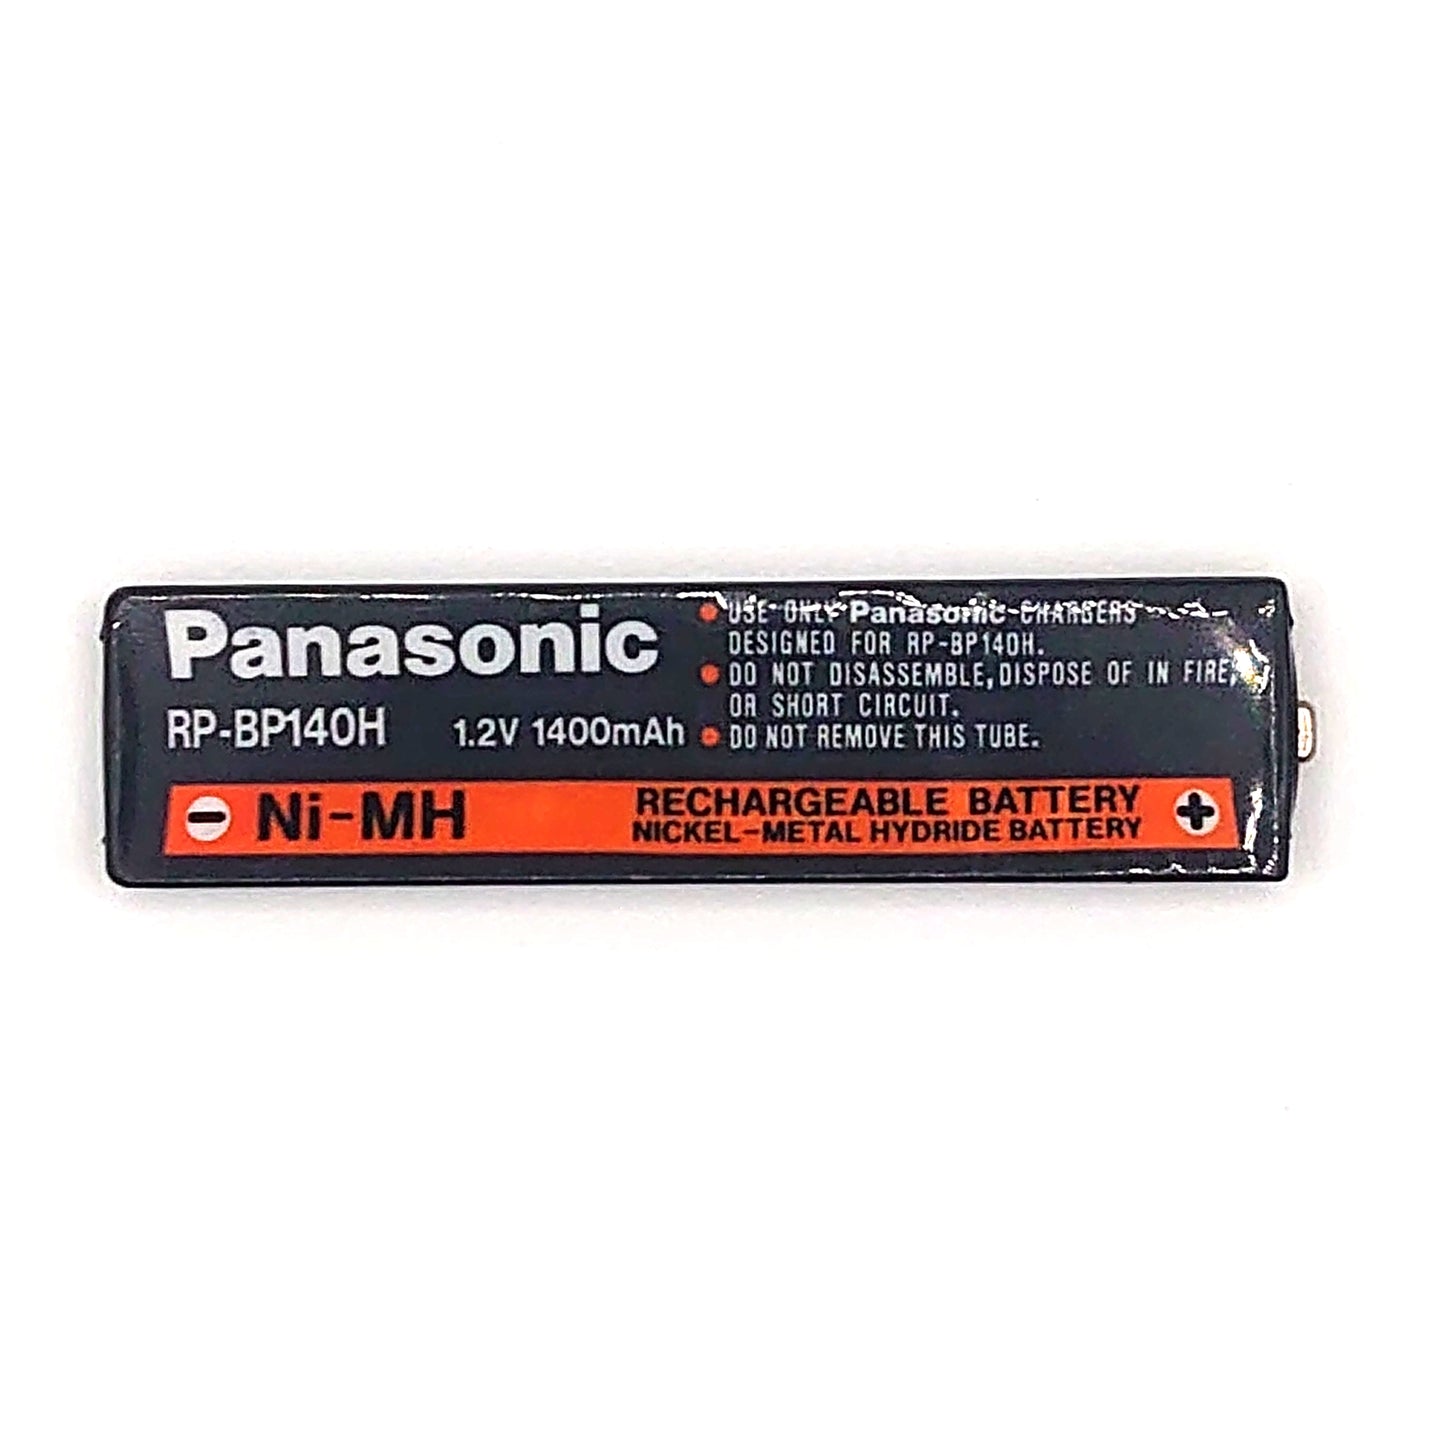 Panasonic
RP-BP140H 1.2V 1400mAh
● USE ONLY Panasonic CHARGERS
DESIGNED FOR RP-BP140H.
● DO NOT DISASSEMBLE, DISPOSE OF IN FIRE,
OR SHORT CIRCUIT.
● DO NOT REMOVE THIS TUBE.
⊖ Ni-MH
RECHARGEABLE BATTERY ⊕
NICKEL-METAL HYDRIDE BATTERY